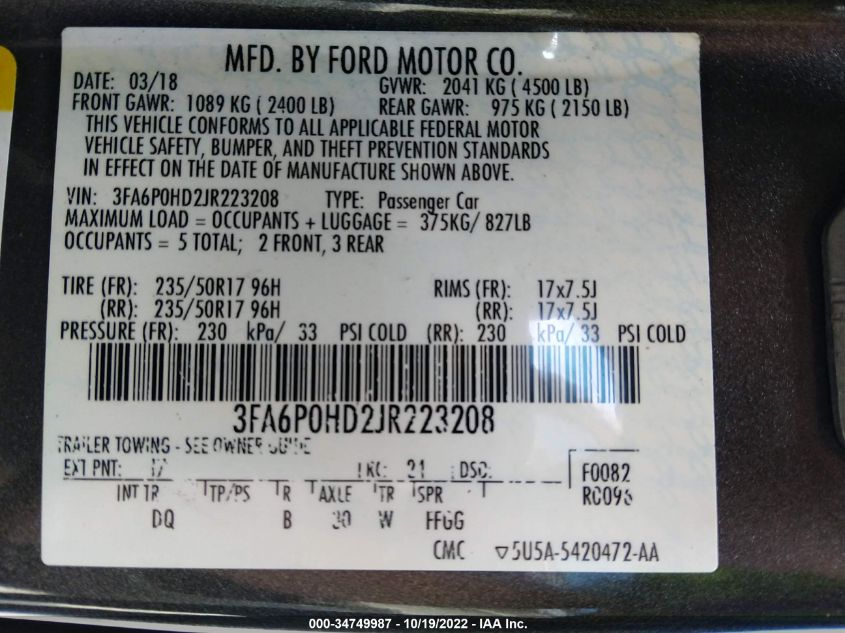 MFD. BY FORD MOTOR CO.
DATE: 03/18 GVWR: 2041 KG ( 4500 LB)
FRONT GAWR: 1089 KG ( 2400 LB) REAR GAWR: 975 KG ( 2150 LB)
THIS VEHICLE CONFORMS TO ALL APPLICABLE FEDERAL MOTOR
VEHICLE SAFETY, BUMPER, AND THEFT PREVENTION STANDARDS
IN EFFECT ON THE DATE OF MANUFACTURE SHOWN ABOVE.
VIN: 3FA6P0HD2JR223208 TYPE: Passenger Car
MAXIMUM LOAD = OCCUPANTS + LUGGAGE = 375KG/ 827LB
OCCUPANTS = 5 TOTAL; 2 FRONT, 3 REAR
TIRE (FR): 235/50R17 96H RIMS (FR): 17x7.5J
(RR): 235/50R17 96H (RR): 17x7.5J
PRESSURE (FR): 230 kPa/ 33 PSI COLD (RR): 230 kPa/ 33 PSI COLD
3FA6P0HD2JR223208
TRAILER TOWING - SEE OWNER GUIDE
EXT PNT: 21 DSO: F0082
INT TR TP/PS R AXLE TR SPR
DQ B W FFGG
CMC ▽5U5A-5420472-AA
000-34749987 - 10/19/2022 - IAA Inc.